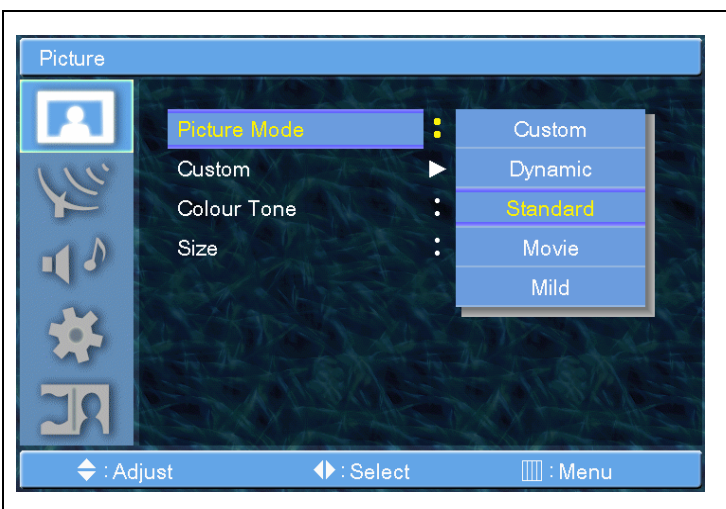 Picture
Picture Mode : Custom
Custom ▶ Dynamic
Colour Tone : Standard
Size : Movie
Mild
: Adjust : Select : Menu